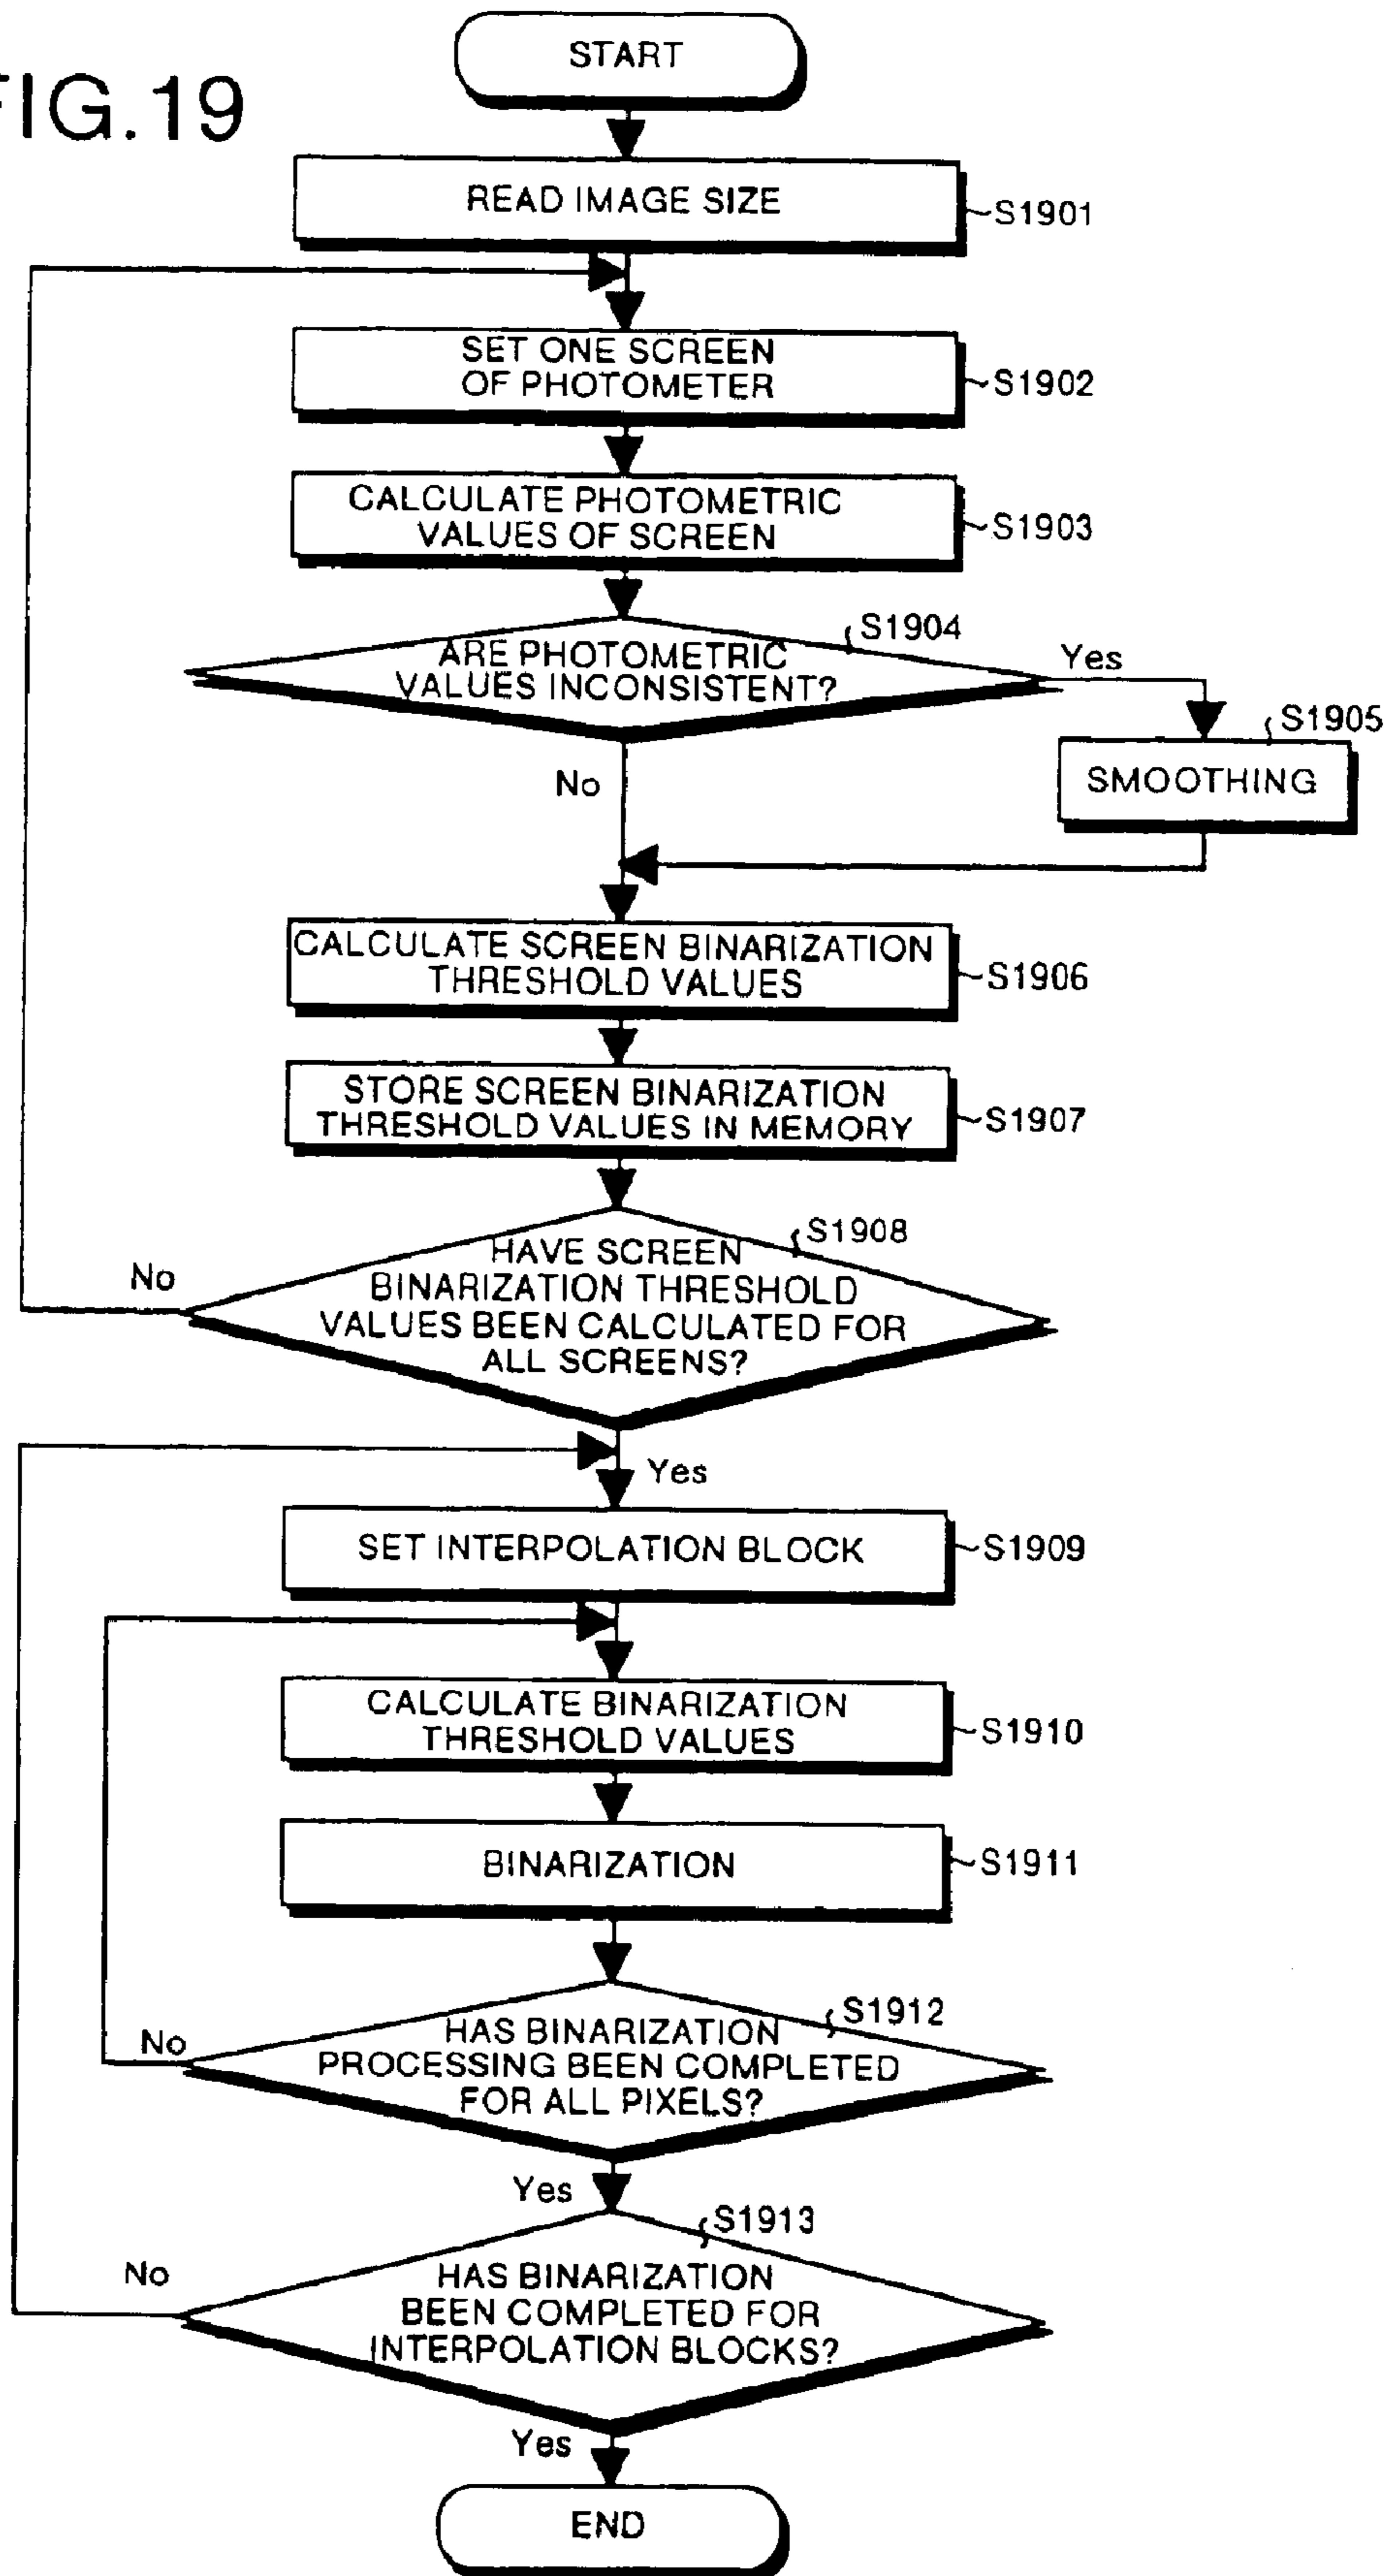 FIG.19
START
READ IMAGE SIZE
S1901
SET ONE SCREEN
OF PHOTOMETER
S1902
CALCULATE PHOTOMETRIC
VALUES OF SCREEN
S1903
S1904
ARE PHOTOMETRIC
VALUES INCONSISTENT?
Yes
S1905
SMOOTHING
No
CALCULATE SCREEN BINARIZATION
THRESHOLD VALUES
S1906
STORE SCREEN BINARIZATION
THRESHOLD VALUES IN MEMORY
S1907
S1908
HAVE SCREEN
BINARIZATION THRESHOLD
VALUES BEEN CALCULATED FOR
ALL SCREENS?
No
Yes
SET INTERPOLATION BLOCK
S1909
CALCULATE BINARIZATION
THRESHOLD VALUES
S1910
BINARIZATION
S1911
S1912
HAS BINARIZATION
PROCESSING BEEN COMPLETED
FOR ALL PIXELS?
No
Yes
S1913
HAS BINARIZATION
BEEN COMPLETED FOR
INTERPOLATION BLOCKS?
No
Yes
END